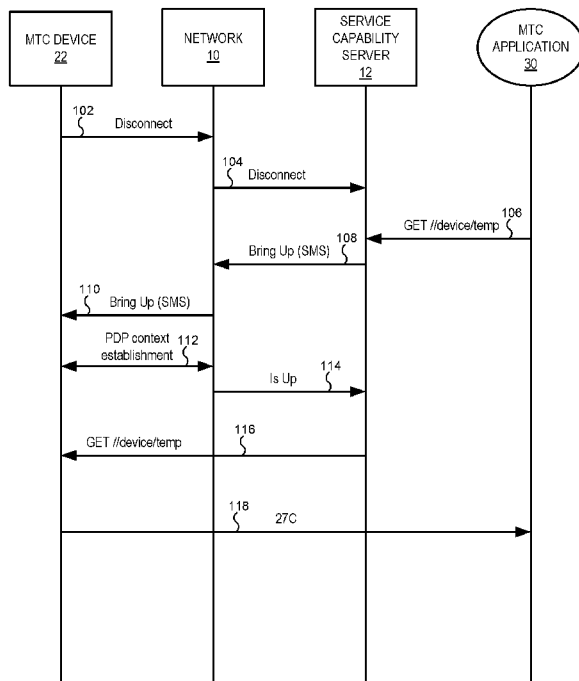 MTC DEVICE
22
NETWORK
10
SERVICE
CAPABILITY
SERVER
12
MTC
APPLICATION
30
102
Disconnect
104
Disconnect
106
GET //device/temp
108
Bring Up (SMS)
110
Bring Up (SMS)
PDP context
establishment
112
Is Up
114
GET //device/temp
116
118
27C